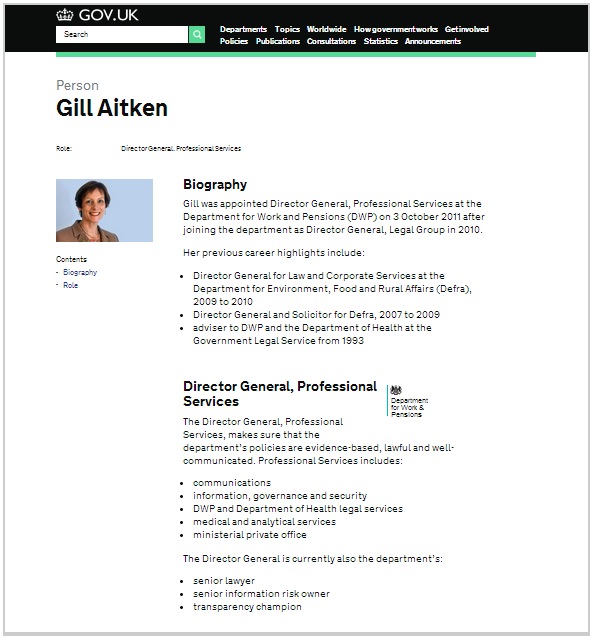 GOV.UK
Search
Departments Topics Worldwide How government works Get involved
Policies Publications Consultations Statistics Announcements
Person
Gill Aitken
Role: Director General, Professional Services
Biography
Gill was appointed Director General, Professional Services at the
Department for Work and Pensions (DWP) on 3 October 2011 after
joining the department as Director General, Legal Group in 2010.
Contents
Biography
Role
Her previous career highlights include:
• Director General for Law and Corporate Services at the
Department for Environment, Food and Rural Affairs (Defra),
2009 to 2010
• Director General and Solicitor for Defra, 2007 to 2009
• adviser to DWP and the Department of Health at the
Government Legal Service from 1993
Director General, Professional
Services
Department
for Work &
Pensions
The Director General, Professional
Services, makes sure that the
department's policies are evidence-based, lawful and well-
communicated. Professional Services includes:
• communications
• information, governance and security
• DWP and Department of Health legal services
• medical and analytical services
• ministerial private office
The Director General is currently also the department's:
• senior lawyer
• senior information risk owner
• transparency champion